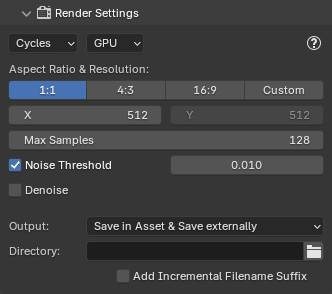 Render Settings
Cycles GPU ?
Aspect Ratio & Resolution:
1:1 4:3 16:9 Custom
X 512 Y 512
Max Samples 128
Noise Threshold 0.010
Denoise
Output: Save in Asset & Save externally
Directory:
Add Incremental Filename Suffix